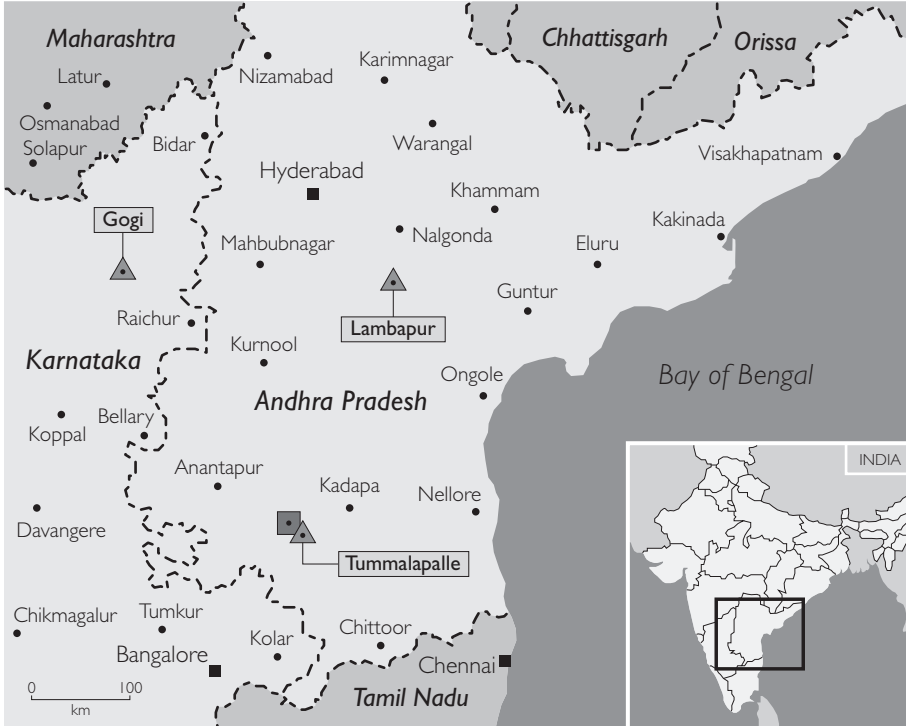 Maharashtra
Latur
Osmanabad
Solapur
Bidar
Nizamabad
Karimnagar
Chhattisgarh
Orissa
Warangal
Visakhapatnam
Hyderabad
Khammam
Gogi
Mahbubnagar
Nalgonda
Eluru
Kakinada
Guntur
Raichur
Lambapur
Karnataka
Kurnool
Ongole
Bay of Bengal
Andhra Pradesh
Bellary
Koppal
Anantapur
Kadapa
Nellore
INDIA
Davangere
Tummalapalle
Chikmagalur
Tumkur
Kolar
Chittoor
Bangalore
Chennai
0 100
km
Tamil Nadu